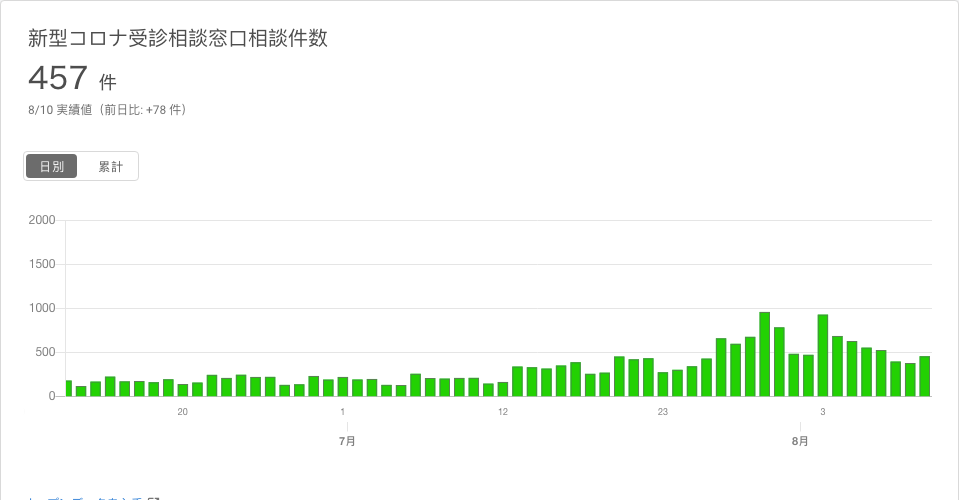 新型コロナ受診相談窓口相談件数
457 件
8/10 実績値（前日比: +78 件）
日別 累計
2000
1500
1000
500
0
20 1 12 23 3
7月 8月